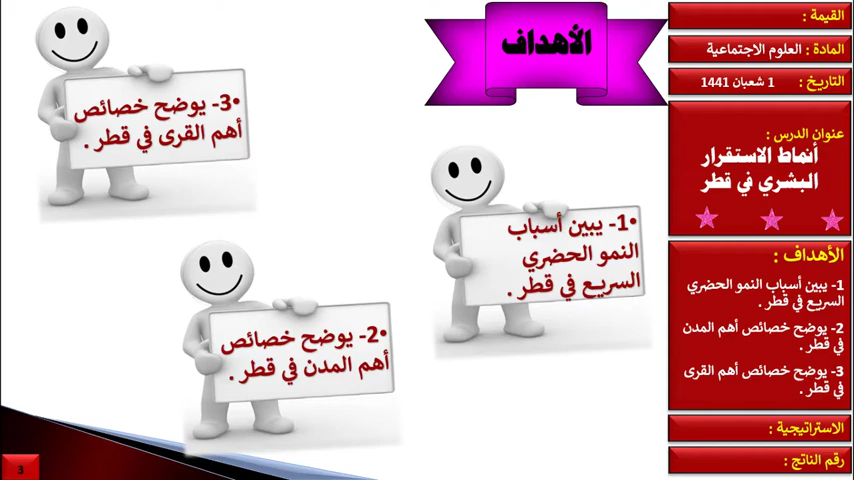 القيمة :
المادة : العلوم الاجتماعية
التاريخ : 1 شعبان 1441
عنوان الدرس :
أنماط الاستقرار
البشري في قطر
الأهداف :
1- يبين أسباب النمو الحضري
السريع في قطر .
2- يوضح خصائص أهم المدن
في قطر .
3- يوضح خصائص أهم القرى
في قطر .
الاستراتيجية :
رقم الناتج :
الأهداف
•1- يبين أسباب
النمو الحضري
السريع في قطر .
•2- يوضح خصائص
أهم المدن في قطر .
•3- يوضح خصائص
أهم القرى في قطر .
3